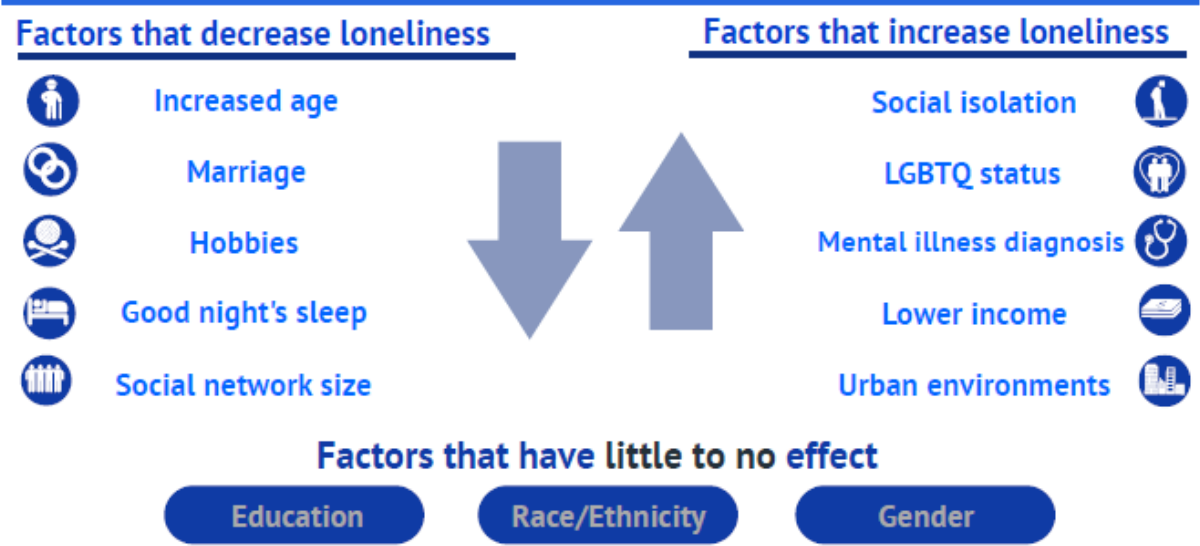 Factors that decrease loneliness
Increased age
Marriage
Hobbies
Good night's sleep
Social network size
Factors that increase loneliness
Social isolation
LGBTQ status
Mental illness diagnosis
Lower income
Urban environments
Factors that have little to no effect
Education
Race/Ethnicity
Gender